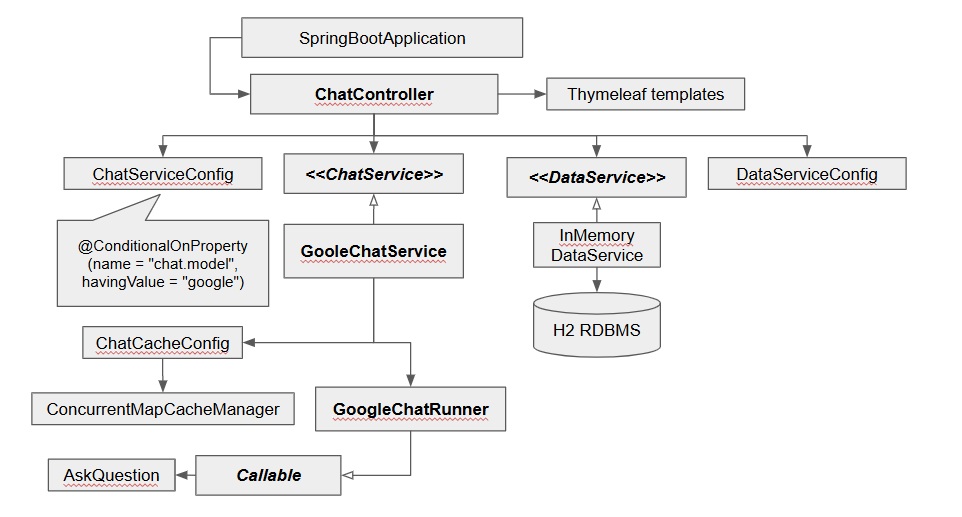 SpringBootApplication
ChatController
Thymeleaf templates
ChatServiceConfig
<<ChatService>>
<<DataService>>
DataServiceConfig
@ConditionalOnProperty
(name = "chat.model",
havingValue = "google")
GooleChatService
InMemory
DataService
H2 RDBMS
ChatCacheConfig
ConcurrentMapCacheManager
GoogleChatRunner
AskQuestion
Callable